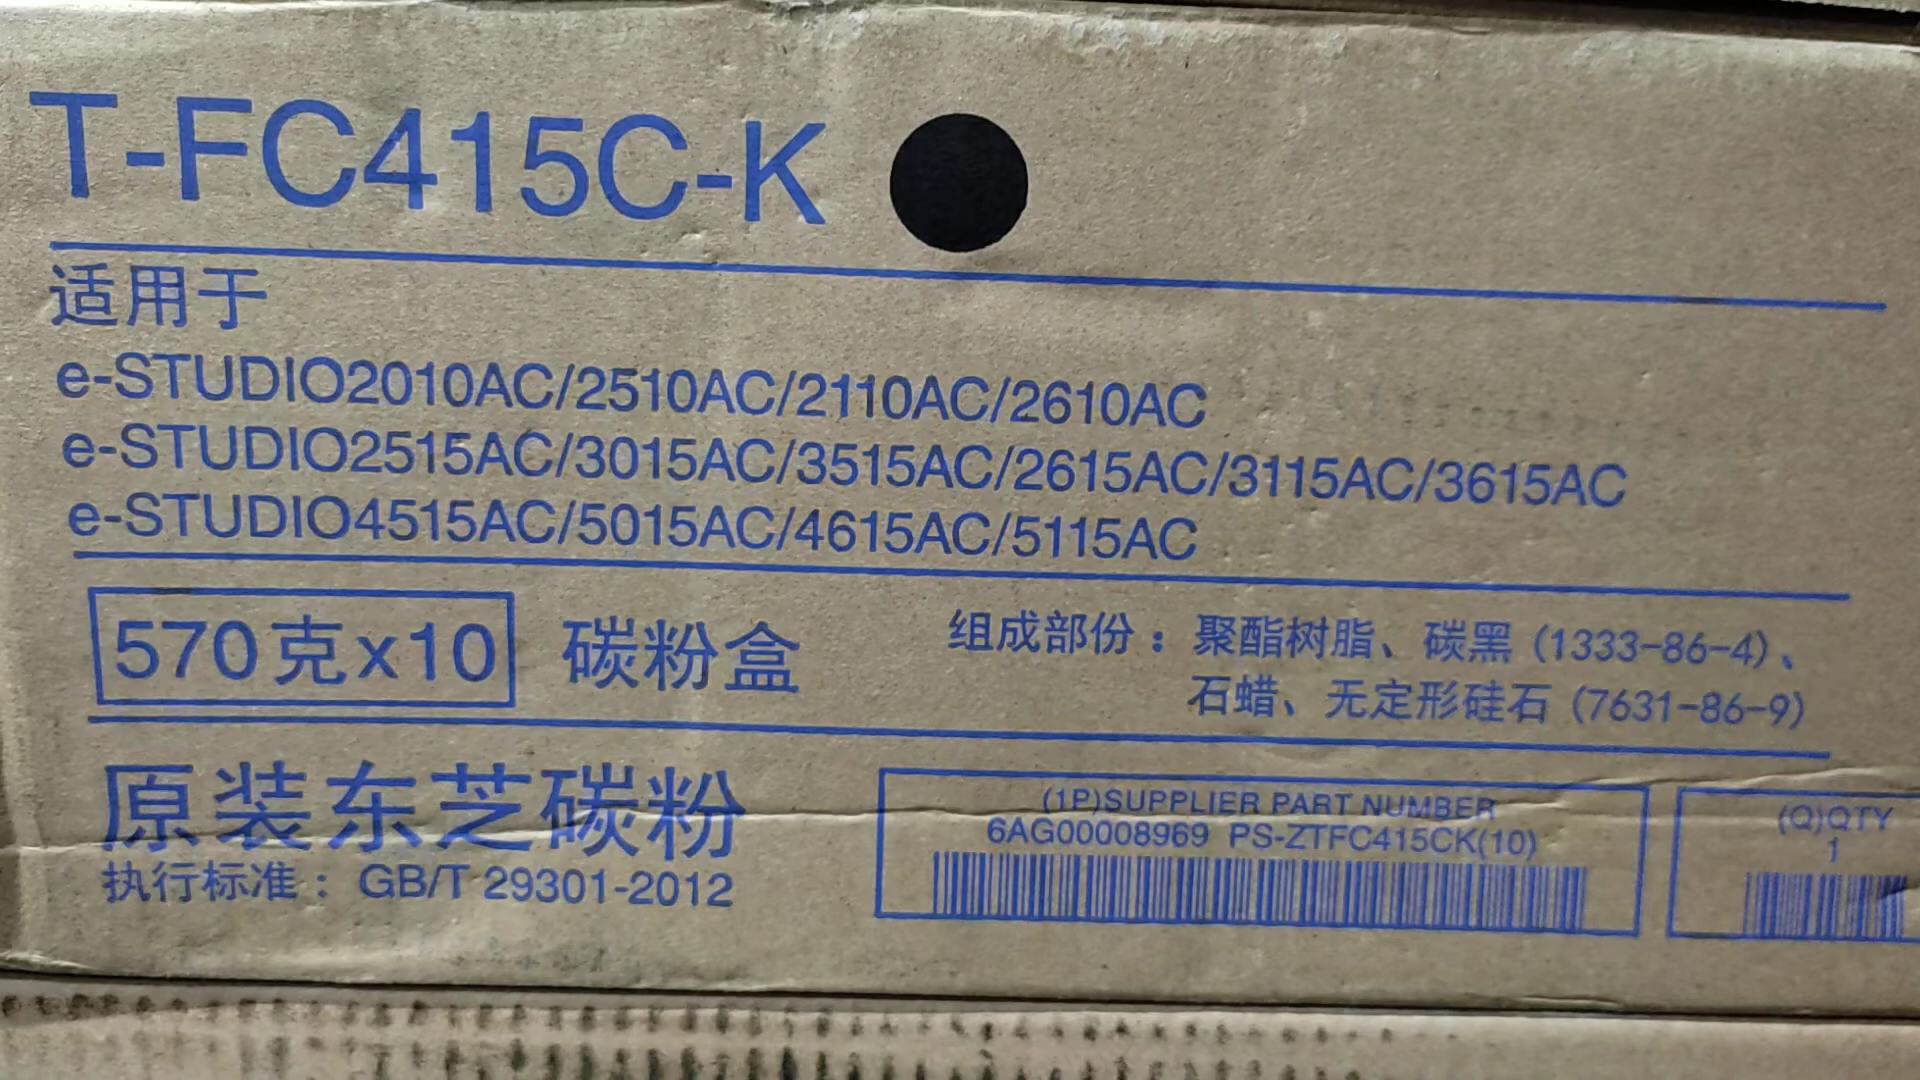 T-FC415C-K
适用于
e-STUDIO2010AC/2510AC/2110AC/2610AC
e-STUDIO2515AC/3015AC/3515AC/2615AC/3115AC/3615AC
e-STUDIO4515AC/5015AC/4615AC/5115AC
570克x10 碳粉盒
组成部份：聚酯树脂、碳黑 (1333-86-4)、
石蜡、无定形硅石 (7631-86-9)
原装东芝碳粉
执行标准：GB/T 29301-2012
(1P)SUPPLIER PART NUMBER
6AG00008969 PS-ZTFC415CK(10)
(Q)QTY
1